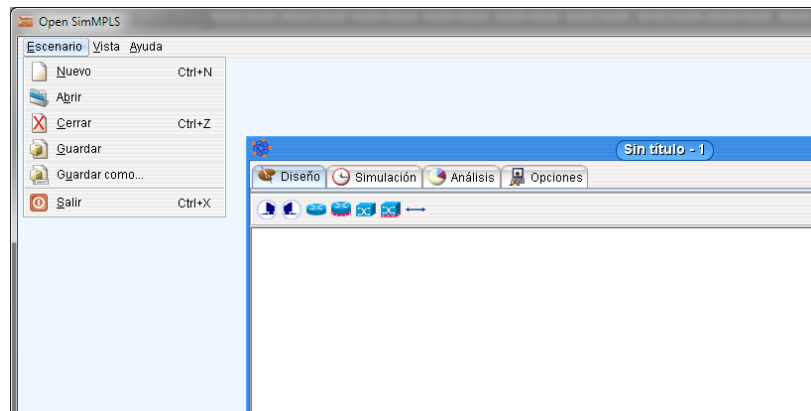 Open SimMPLS
Escenario Vista Ayuda
Nuevo Ctrl+N
Abrir
Cerrar Ctrl+Z
Guardar
Guardar como...
Salir Ctrl+X
Sin título - 1
Diseño Simulación Análisis Opciones